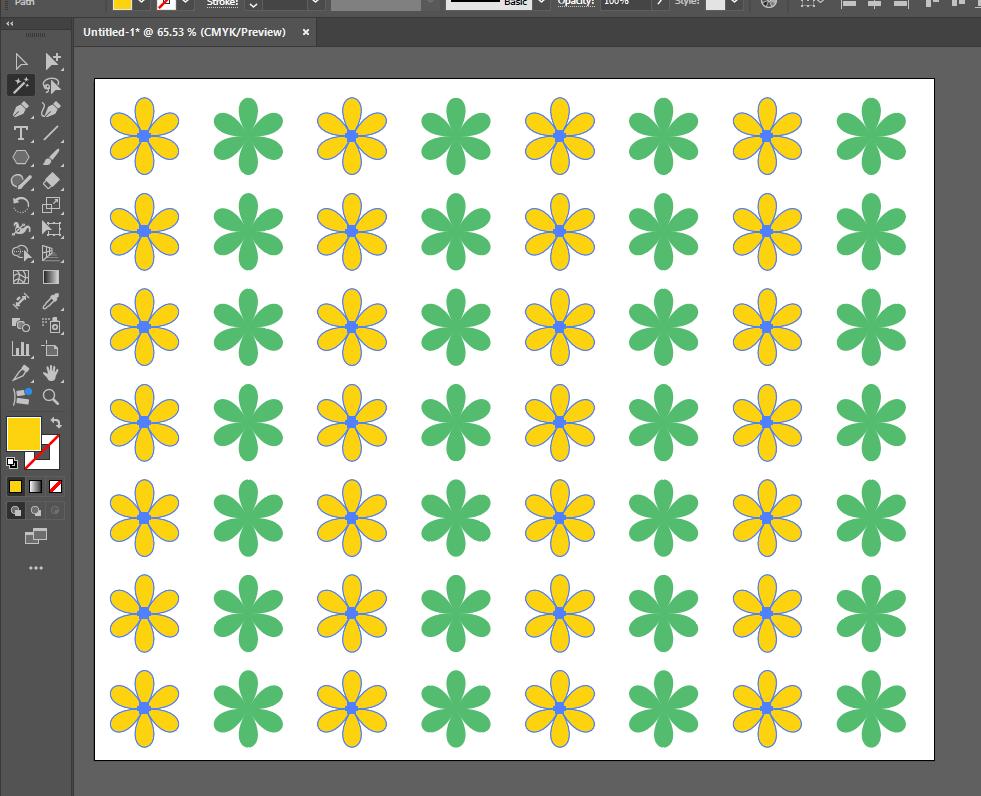 Path Stroke: Basic Opacity: 100% Style:
Untitled-1* @ 65.53 % (CMYK/Preview) ×